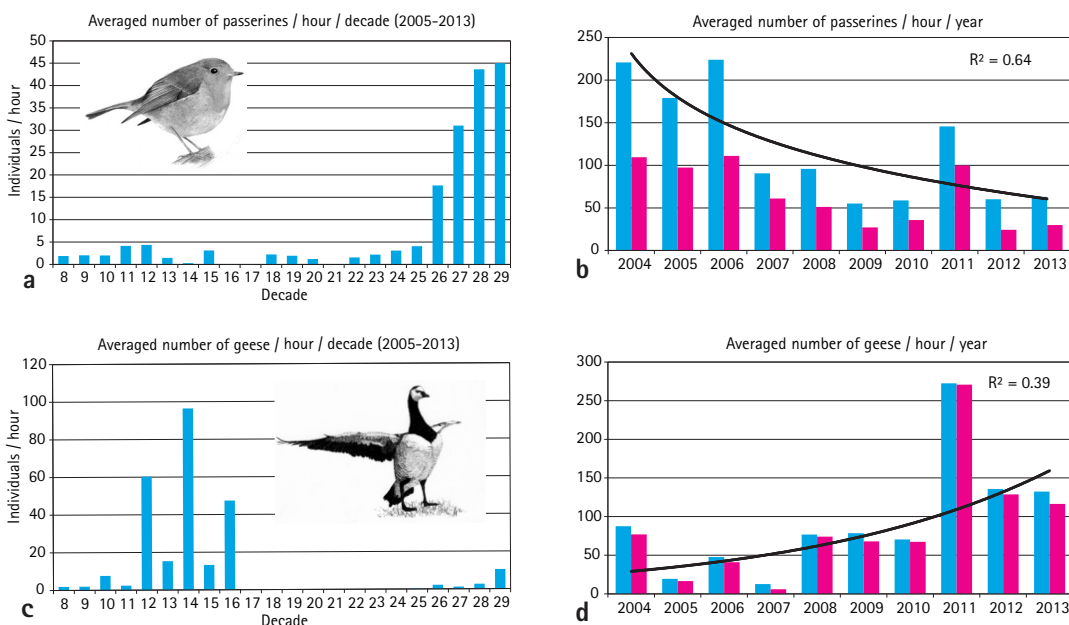 Averaged number of passerines / hour / decade (2005-2013)
50
45
40
35
30
25
20
15
10
5
0
Individuals / hour
8 9 10 11 12 13 14 15 16 17 18 19 20 21 22 23 24 25 26 27 28 29
Decade
a
Averaged number of passerines / hour / year
R² = 0.64
250
200
150
100
50
0
2004 2005 2006 2007 2008 2009 2010 2011 2012 2013
b
Averaged number of geese / hour / decade (2005-2013)
120
100
80
60
40
20
0
Individuals / hour
8 9 10 11 12 14 14 15 16 17 18 19 20 21 22 23 24 25 26 27 28 29
Decade
c
Averaged number of geese / hour / year
R² = 0.39
300
250
200
150
100
50
0
2004 2005 2006 2007 2008 2009 2010 2011 2012 2013
d